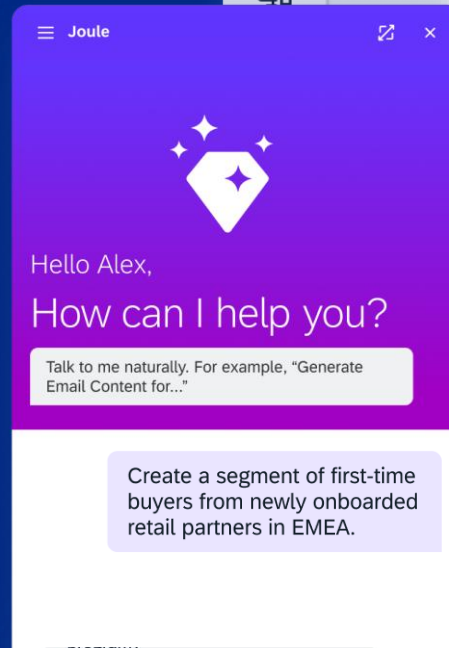 Joule
Hello Alex,
How can I help you?
Talk to me naturally. For example, “Generate
Email Content for...”
Create a segment of first-time
buyers from newly onboarded
retail partners in EMEA.